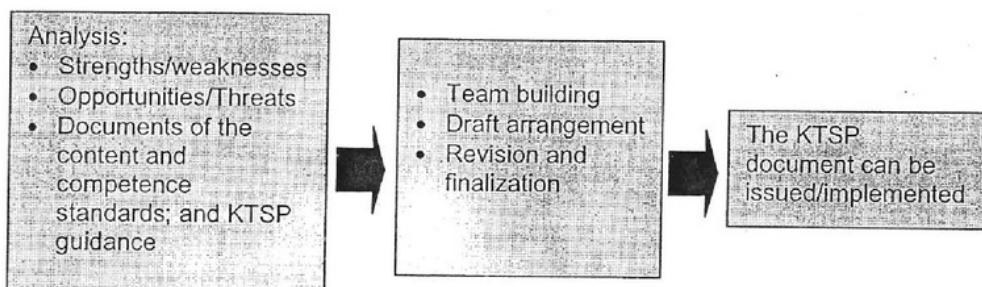 Analysis:
• Strengths/weaknesses
• Opportunities/Threats
• Documents of the
content and
competence
standards; and KTSP
guidance
• Team building
• Draft arrangement
• Revision and
finalization
The KTSP
document can be
issued/implemented